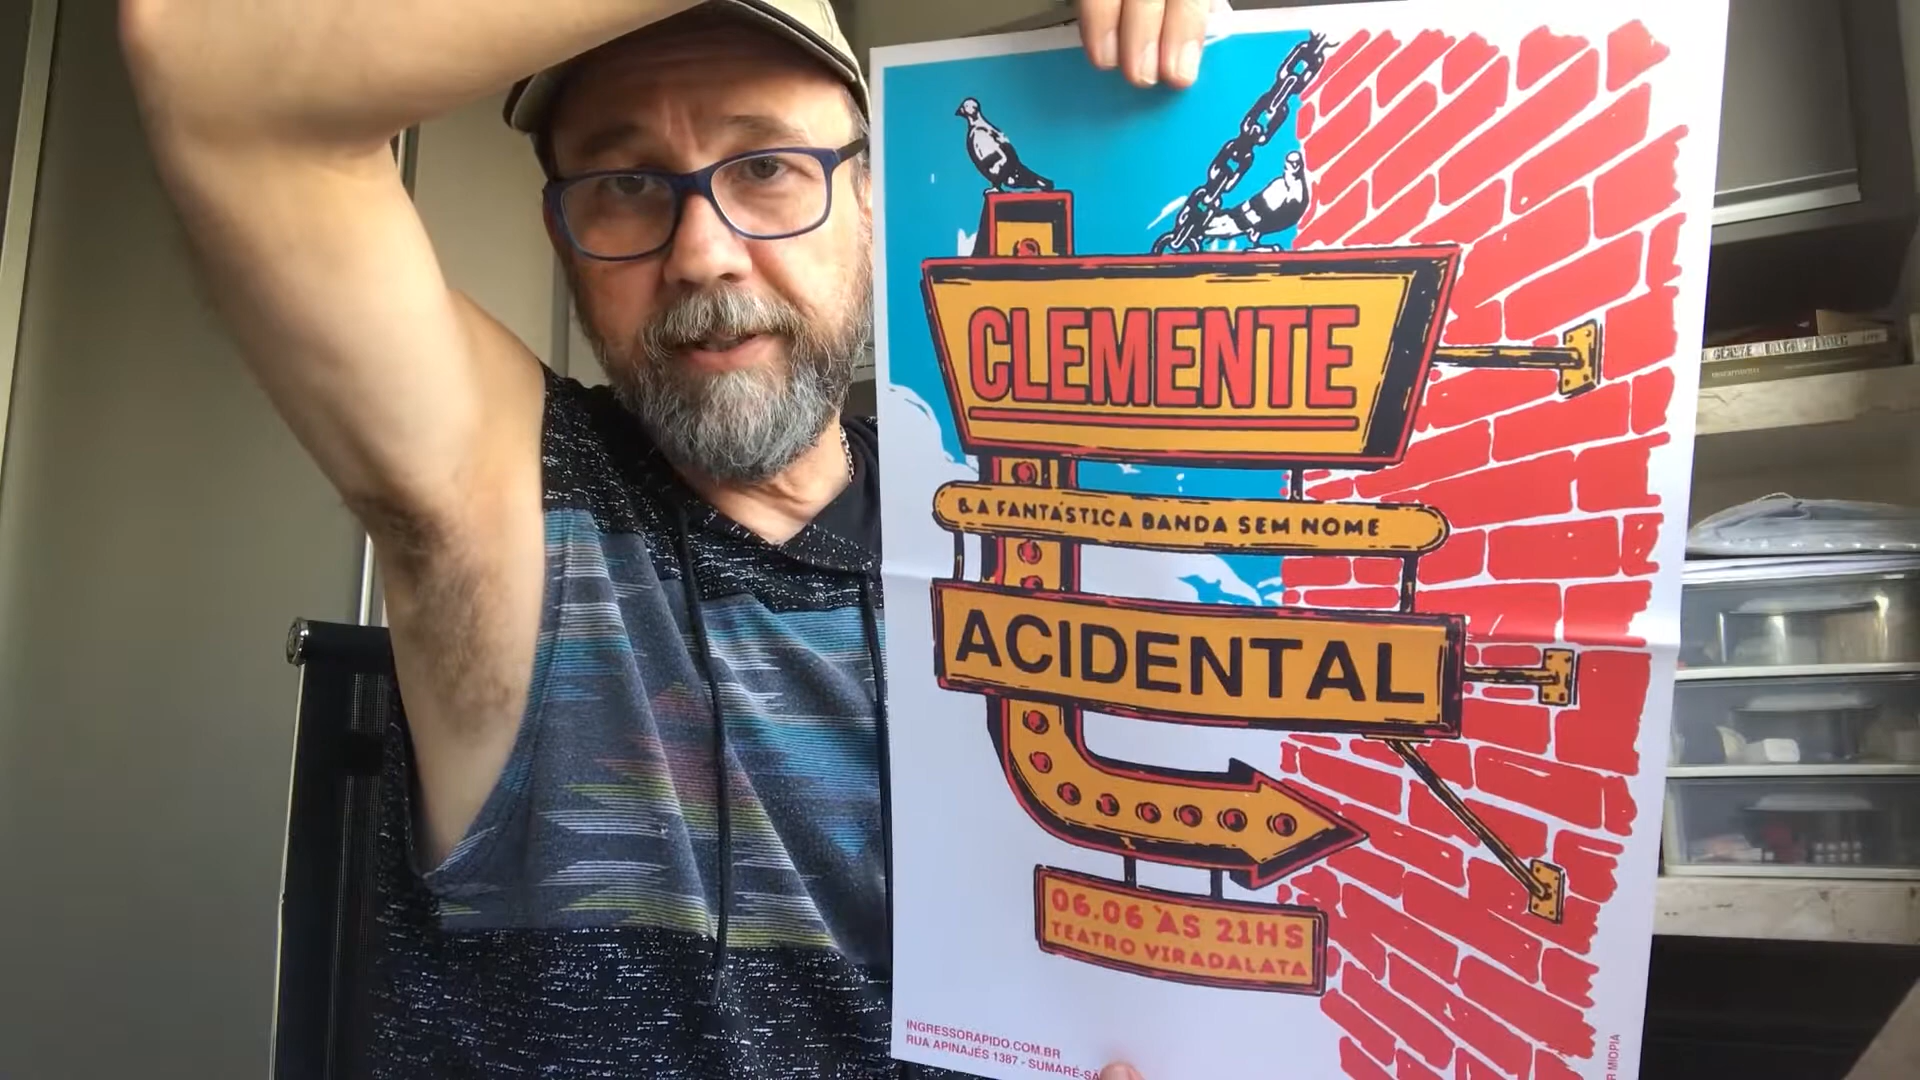 CLEMENTE
& A FANTÁSTICA BANDA SEM NOME
ACIDENTAL
06.06 ÀS 21HS
TEATRO VIRADALATA
INGRESSORAPIDO.COM.BR
RUA APINAJÉS 1387 - SUMARÉ-SÃ
MIOPIA